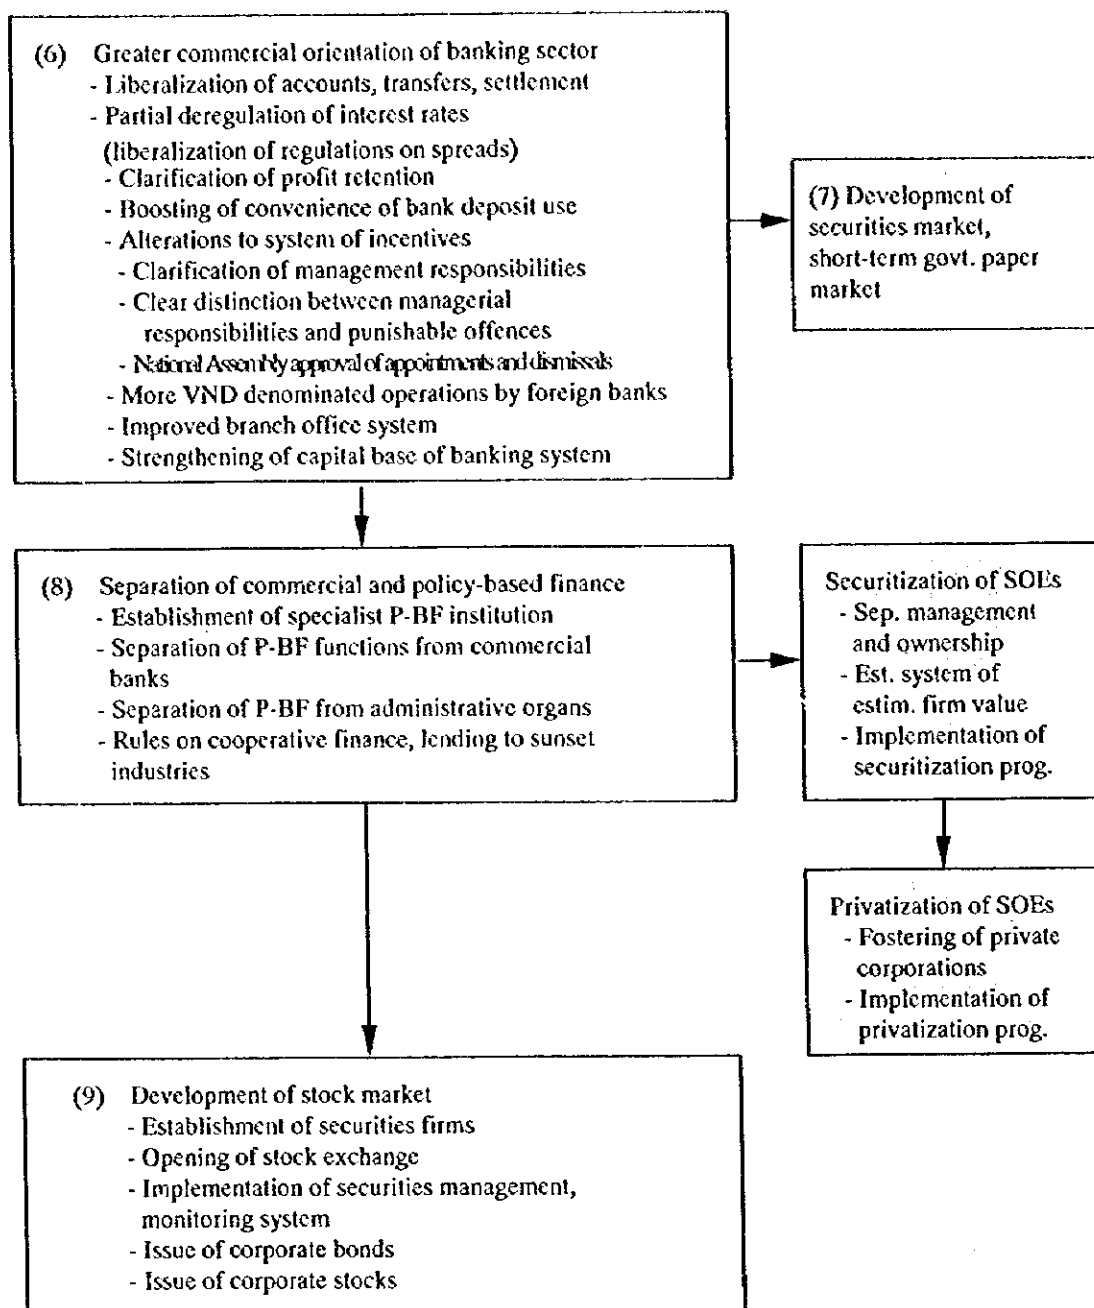 (6) Greater commercial orientation of banking sector
- Liberalization of accounts, transfers, settlement
- Partial deregulation of interest rates
(liberalization of regulations on spreads)
- Clarification of profit retention
- Boosting of convenience of bank deposit use
- Alterations to system of incentives
- Clarification of management responsibilities
- Clear distinction between managerial
responsibilities and punishable offences
- National Assembly approval of appointments and dismissals
- More VND denominated operations by foreign banks
- Improved branch office system
- Strengthening of capital base of banking system
(7) Development of
securities market,
short-term govt. paper
market
(8) Separation of commercial and policy-based finance
- Establishment of specialist P-BF institution
- Separation of P-BF functions from commercial
banks
- Separation of P-BF from administrative organs
- Rules on cooperative finance, lending to sunset
industries
Securitization of SOEs
- Sep. management
and ownership
- Est. system of
estim. firm value
- Implementation of
securitization prog.
Privatization of SOEs
- Fostering of private
corporations
- Implementation of
privatization prog.
(9) Development of stock market
- Establishment of securities firms
- Opening of stock exchange
- Implementation of securities management,
monitoring system
- Issue of corporate bonds
- Issue of corporate stocks